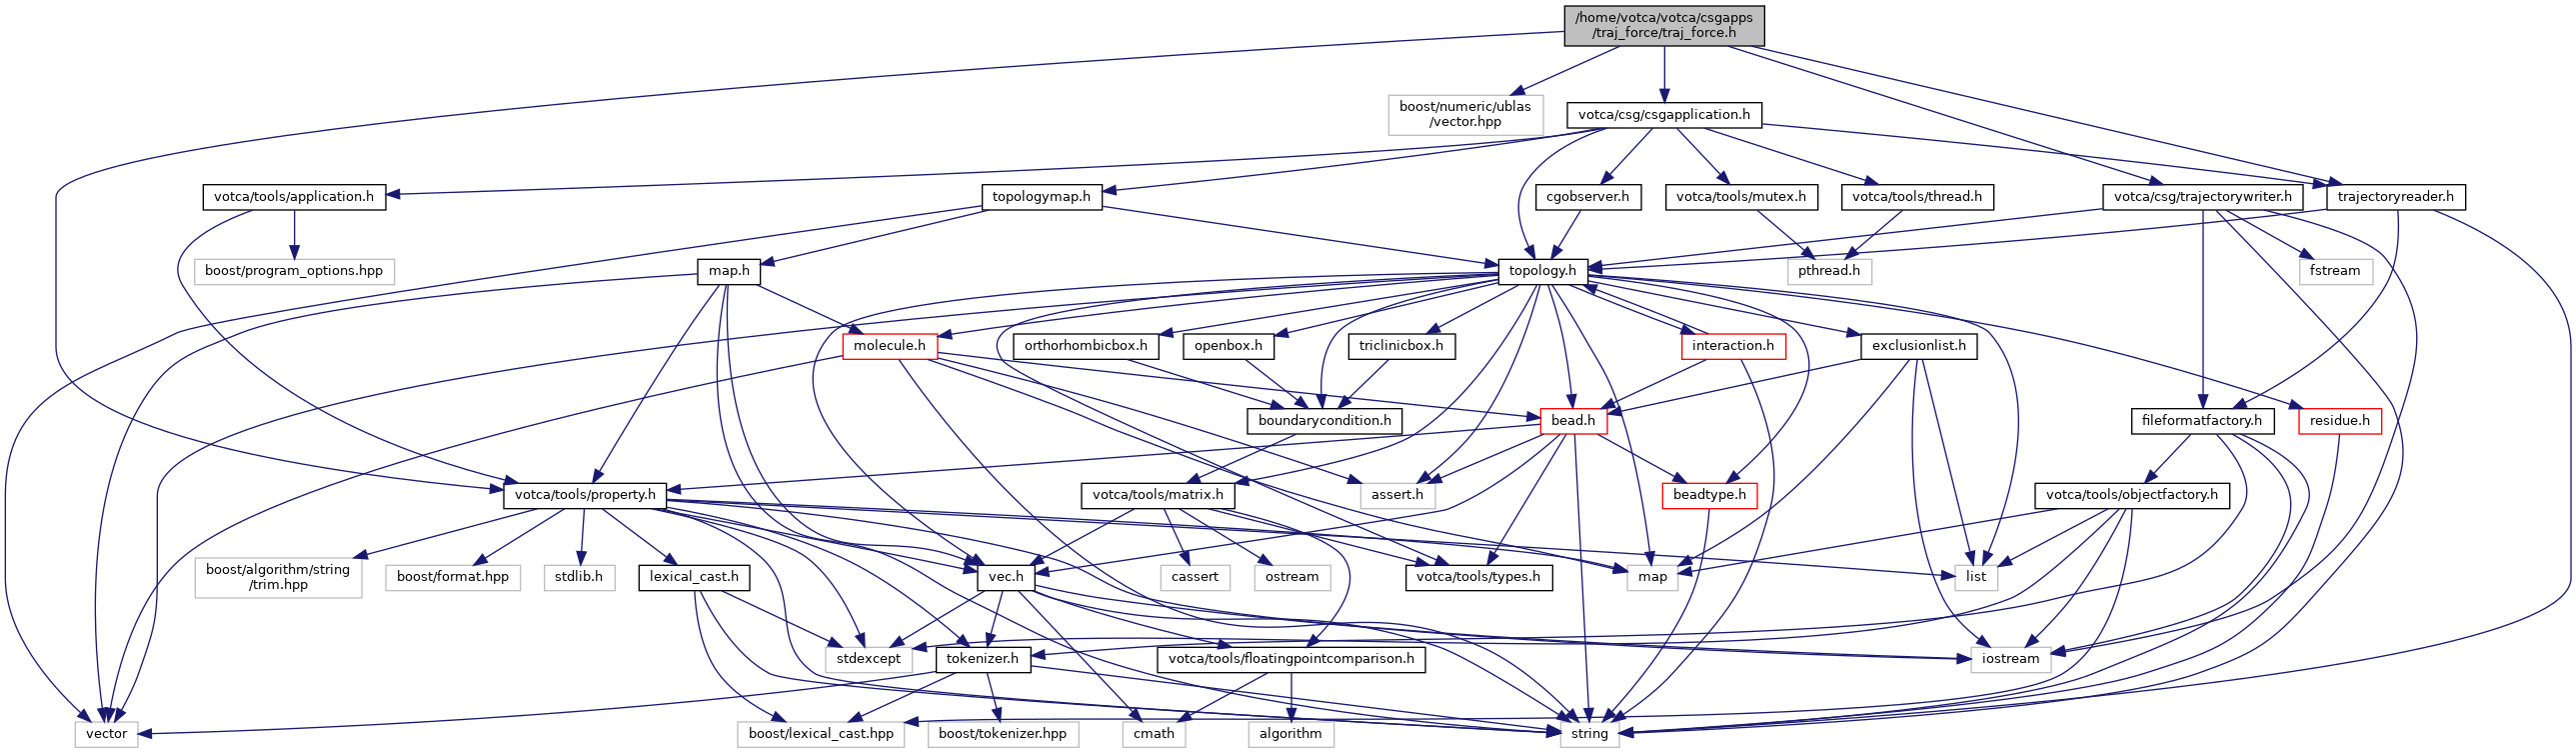 /home/votca/votca/csgapps
/traj_force/traj_force.h
boost/numeric/ublas
/vector.hpp
votca/csg/csgapplication.h
votca/tools/application.h
topologymap.h
cgobserver.h
votca/tools/mutex.h
votca/tools/thread.h
votca/csg/trajectorywriter.h
trajectoryreader.h
boost/program_options.hpp
map.h
topology.h
pthread.h
fstream
molecule.h
orthorhombicbox.h
openbox.h
triclinicbox.h
interaction.h
exclusionlist.h
boundarycondition.h
bead.h
fileformatfactory.h
residue.h
votca/tools/property.h
votca/tools/matrix.h
assert.h
beadtype.h
votca/tools/objectfactory.h
boost/algorithm/string
/trim.hpp
boost/format.hpp
stdlib.h
lexical_cast.h
vec.h
cassert
ostream
votca/tools/types.h
map
list
stdexcept
tokenizer.h
votca/tools/floatingpointcomparison.h
iostream
vector
boost/lexical_cast.hpp
boost/tokenizer.hpp
cmath
algorithm
string